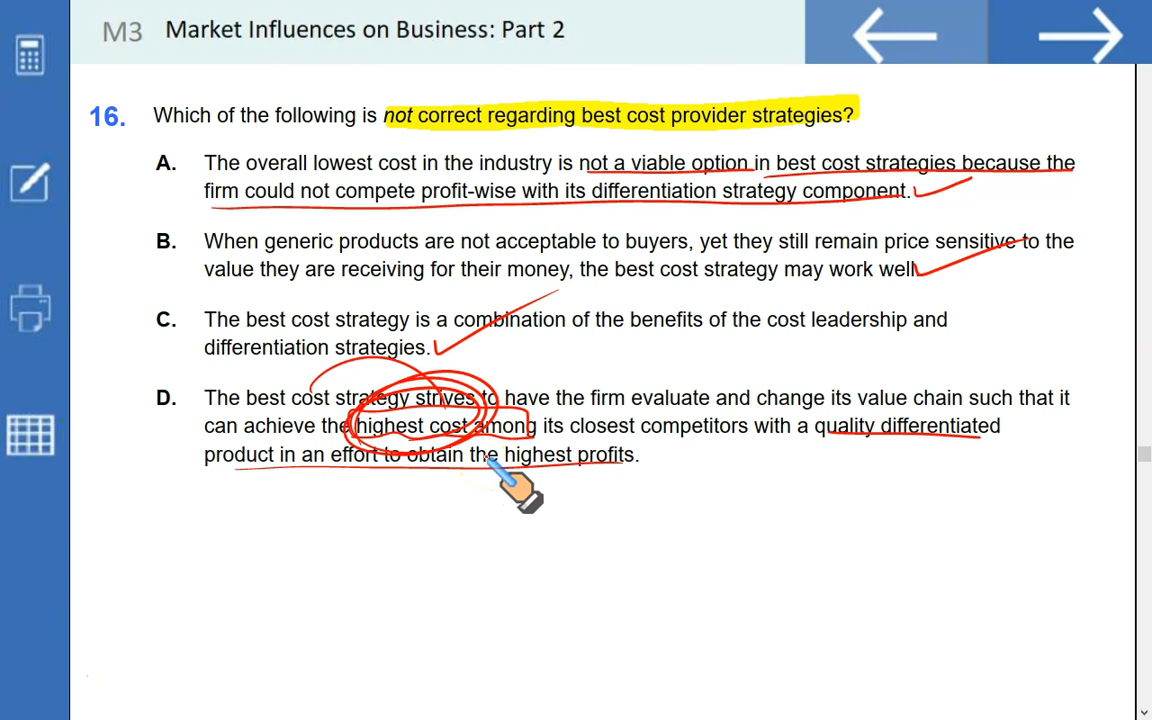 M3 Market Influences on Business: Part 2
16. Which of the following is not correct regarding best cost provider strategies?
A. The overall lowest cost in the industry is not a viable option in best cost strategies because the
firm could not compete profit-wise with its differentiation strategy component.
B. When generic products are not acceptable to buyers, yet they still remain price sensitive to the
value they are receiving for their money, the best cost strategy may work well.
C. The best cost strategy is a combination of the benefits of the cost leadership and
differentiation strategies.
D. The best cost strategy strives to have the firm evaluate and change its value chain such that it
can achieve the highest cost among its closest competitors with a quality differentiated
product in an effort to obtain the highest profits.